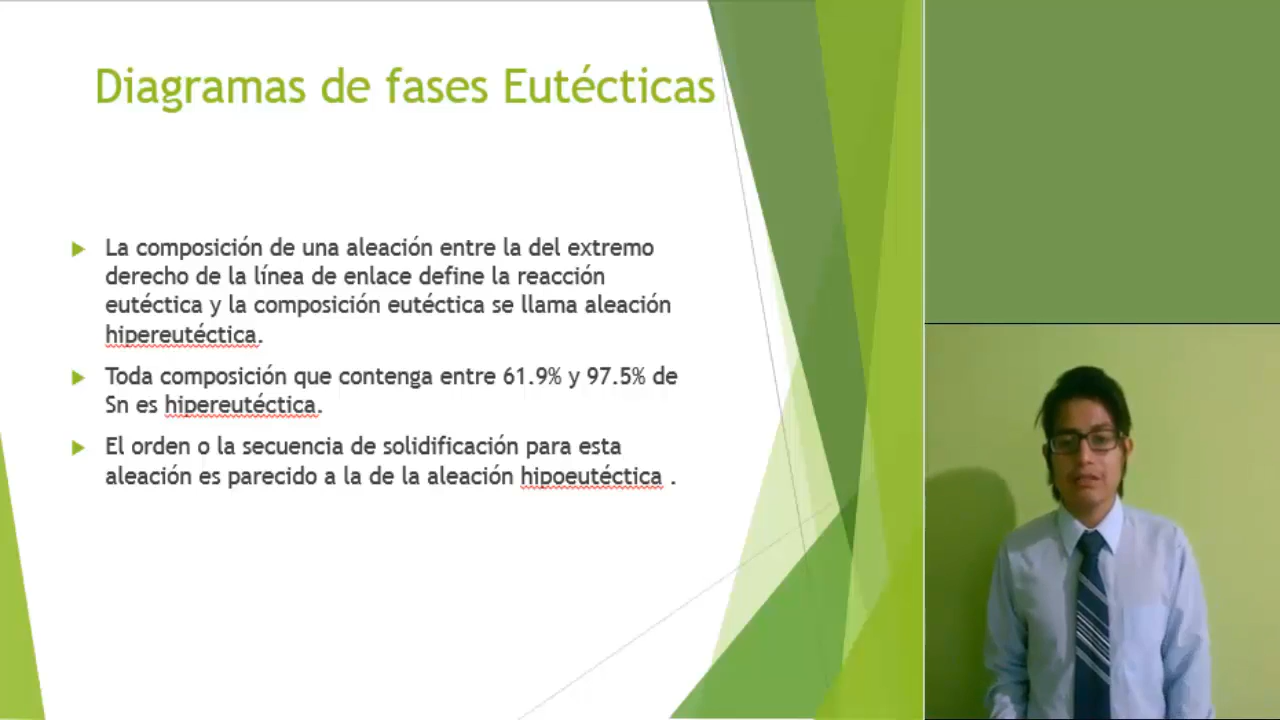 Diagramas de fases Eutécticas
La composición de una aleación entre la del extremo
derecho de la línea de enlace define la reacción
eutéctica y la composición eutéctica se llama aleación
hipereutéctica.
Toda composición que contenga entre 61.9% y 97.5% de
Sn es hipereutéctica.
El orden o la secuencia de solidificación para esta
aleación es parecido a la de la aleación hipoeutéctica .